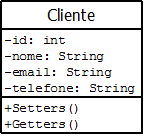 Cliente
-id: int
-nome: String
-email: String
-telefone: String
+Setters()
+Getters()